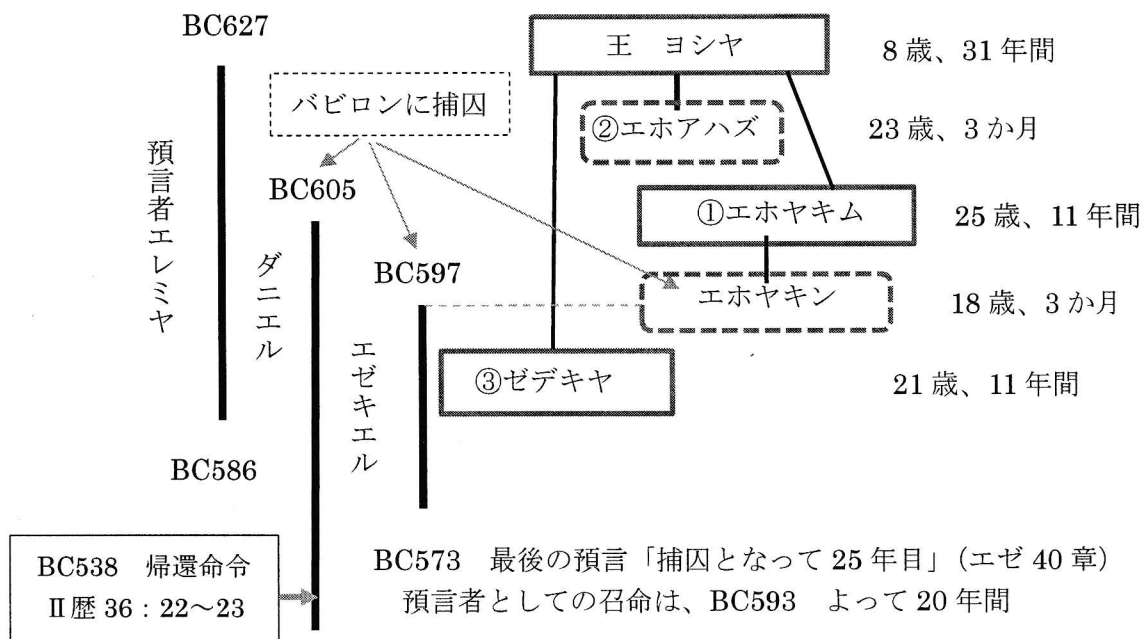 BC627
王 ヨシヤ
8歳、31年間
バビロンに捕囚
②エホアハズ
23歳、3か月
預言者エレミヤ
BC605
①エホヤキム
25歳、11年間
ダニエル
BC597
エホヤキン
18歳、3か月
エゼキエル
③ゼデキヤ
21歳、11年間
BC586
BC538 帰還命令
Ⅱ歴36：22～23
BC573 最後の預言「捕囚となって25年目」（エゼ40章）
預言者としての召命は、BC593 よって20年間